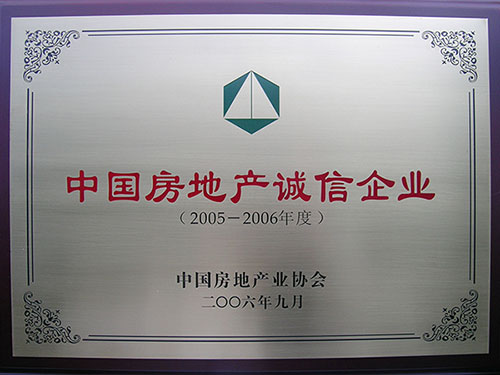 中国房地产诚信企业
（2005－2006年度）
中国房地产业协会
二〇〇六年九月